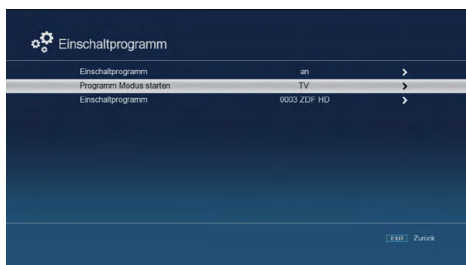 Einschaltprogramm
Einschaltprogramm an
Programm Modus starten TV
Einschaltprogramm 0003 ZDF HD
EXIT Zurück